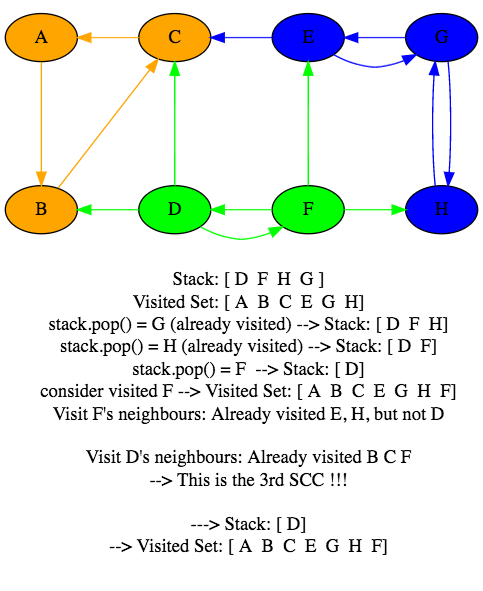 A C E G
B D F H
Stack: [ D F H G ]
Visited Set: [ A B C E G H]
stack.pop() = G (already visited) --> Stack: [ D F H]
stack.pop() = H (already visited) --> Stack: [ D F]
stack.pop() = F --> Stack: [ D]
consider visited F --> Visited Set: [ A B C E G H F]
Visit F's neighbours: Already visited E, H, but not D
Visit D's neighbours: Already visited B C F
--> This is the 3rd SCC !!!
---> Stack: [ D]
--> Visited Set: [ A B C E G H F]